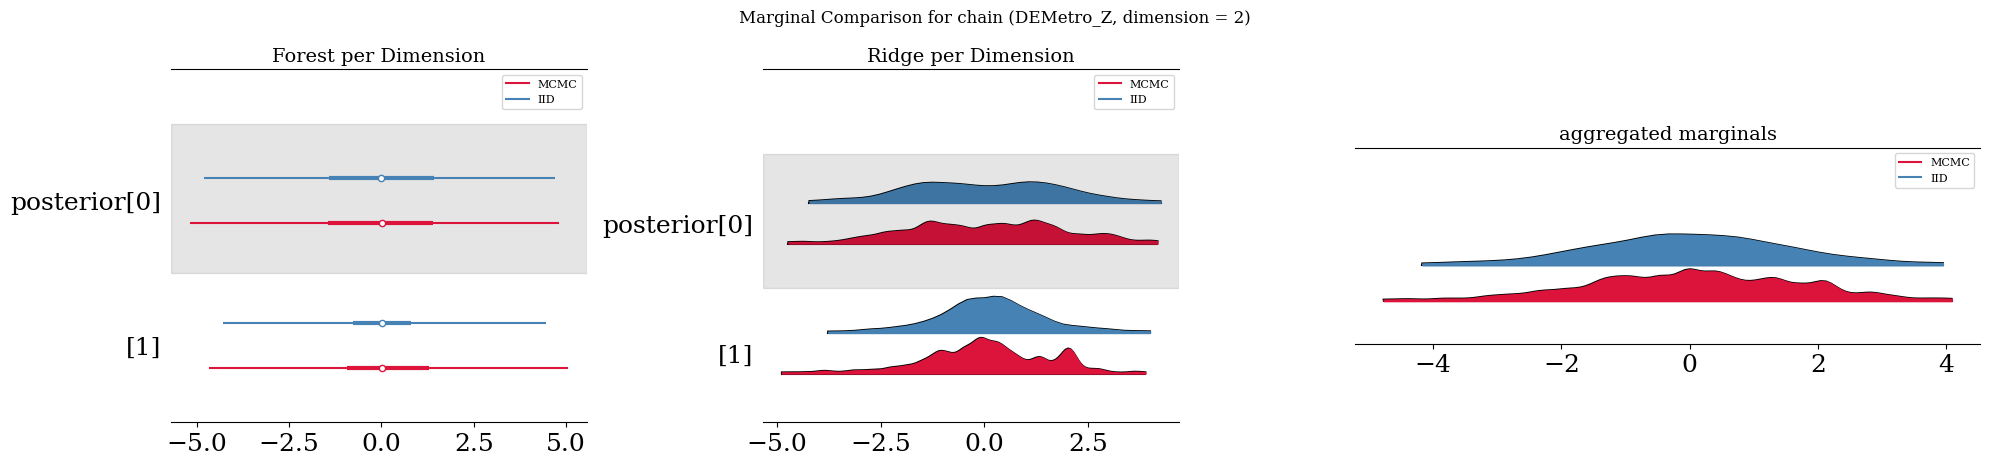 Marginal Comparison for chain (DEMetro_Z, dimension = 2)
Forest per Dimension
MCMC
IID
posterior[0]
[1]
−5.0 −2.5 0.0 2.5 5.0
Ridge per Dimension
MCMC
IID
posterior[0]
[1]
−5.0 −2.5 0.0 2.5
aggregated marginals
MCMC
IID
−4 −2 0 2 4